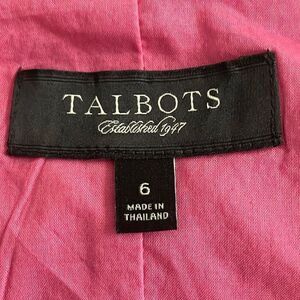 TALBOTS
Established 1947
6
MADE IN
THAILAND